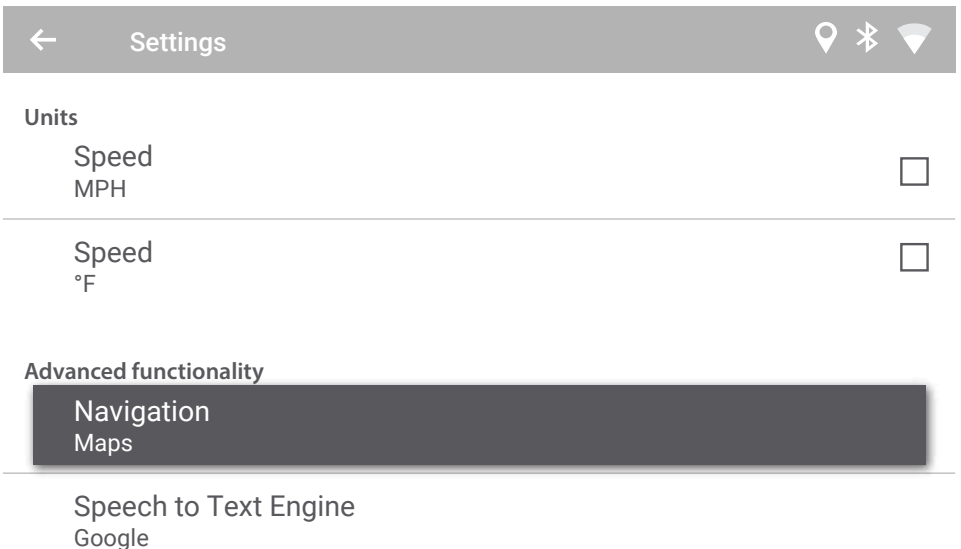 Settings
Units
Speed
MPH
Speed
°F
Advanced functionality
Navigation
Maps
Speech to Text Engine
Google